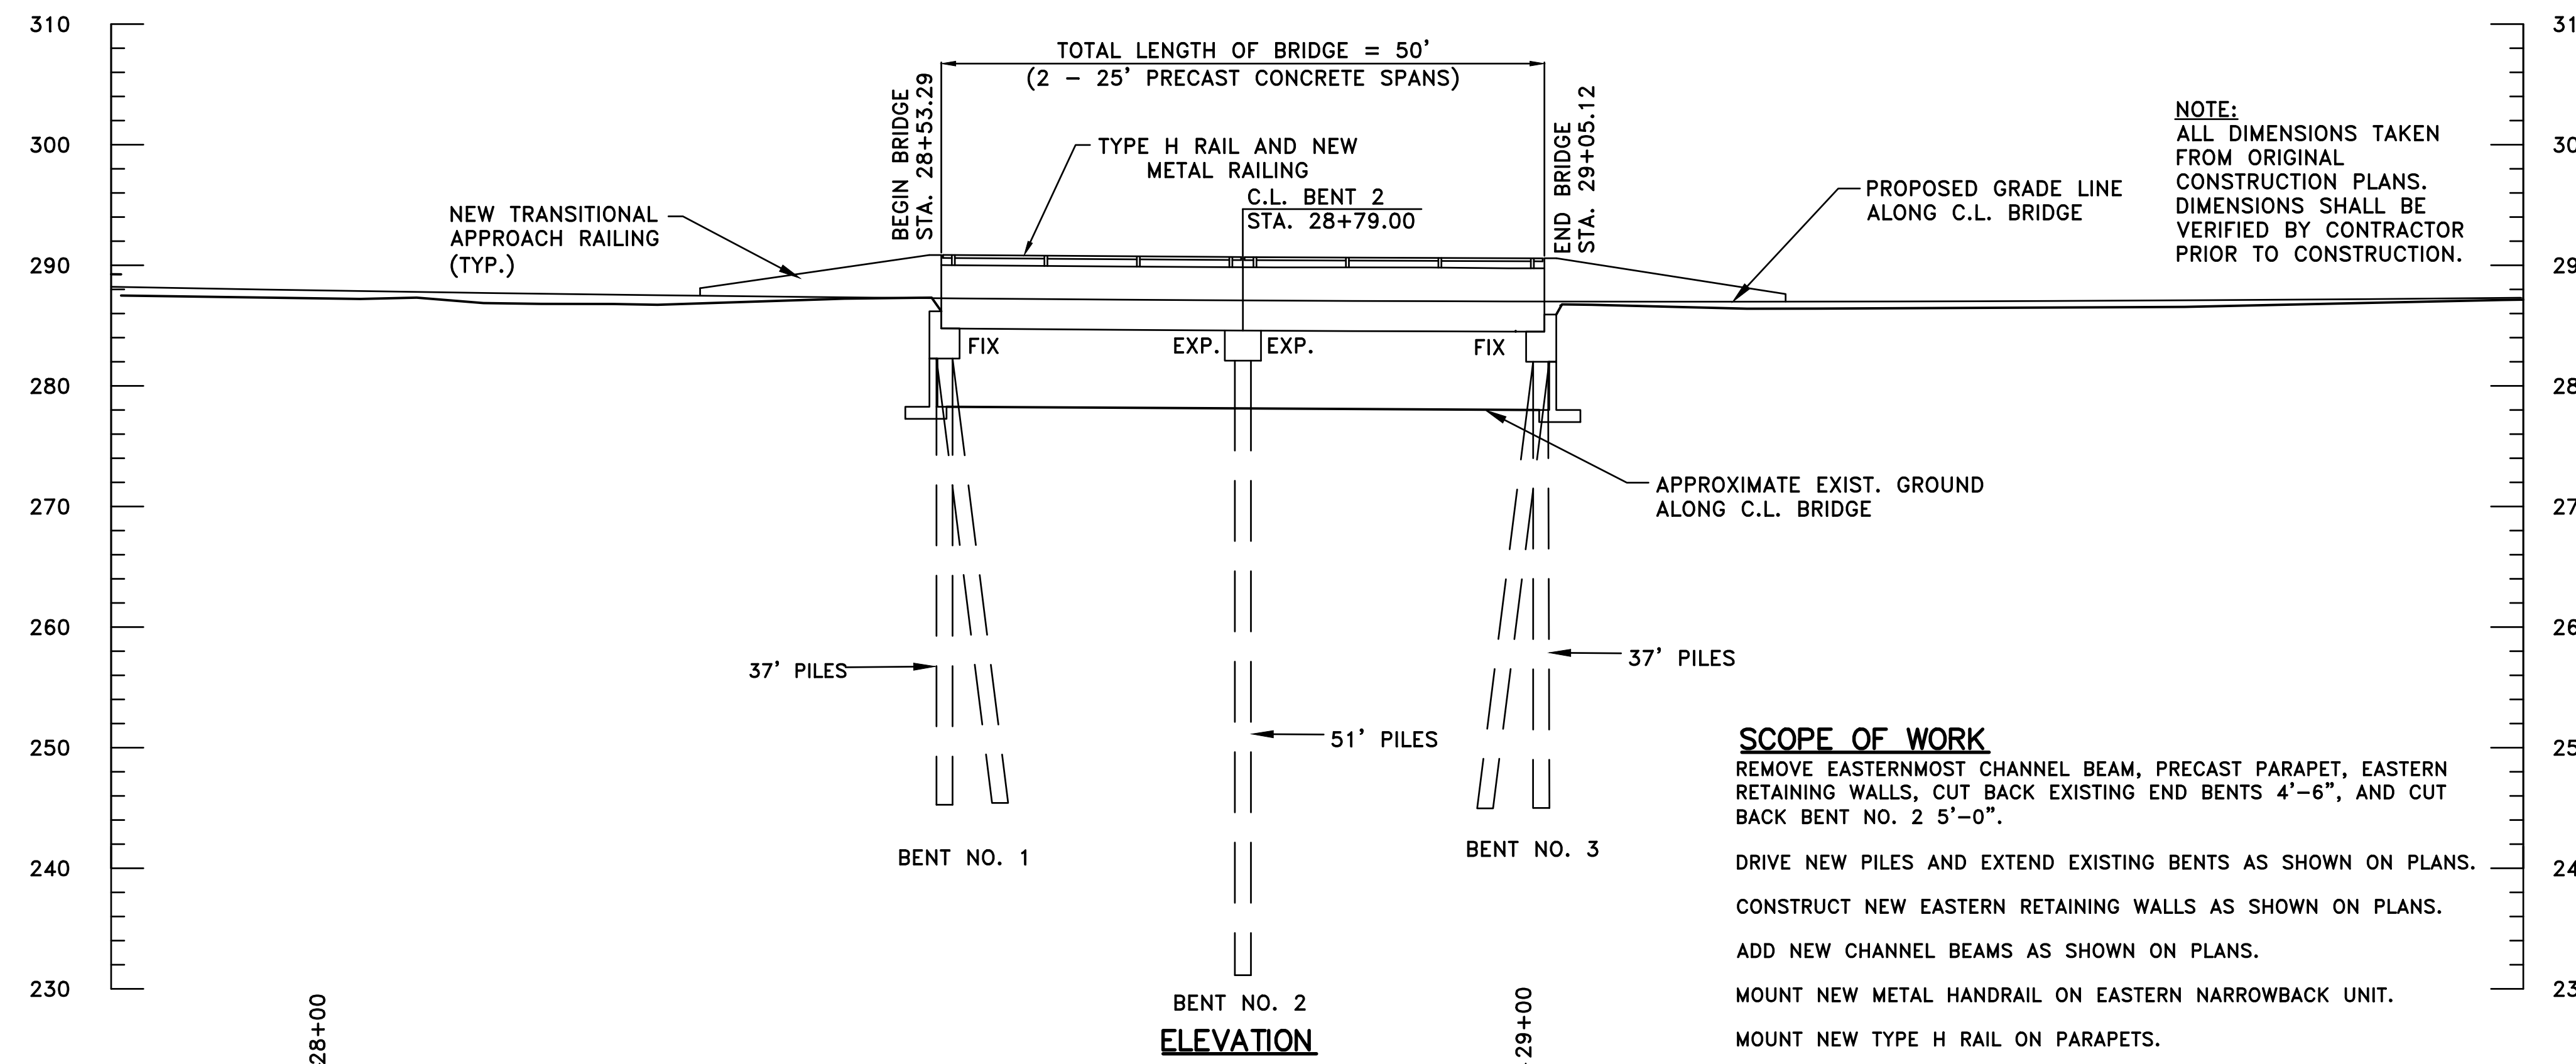 TOTAL LENGTH OF BRIDGE = 50'
(2 - 25' PRECAST CONCRETE SPANS)
BEGIN BRIDGE
STA. 28+53.29
END BRIDGE
STA. 29+05.12
TYPE H RAIL AND NEW
METAL RAILING
C.L. BENT 2
STA. 28+79.00
NEW TRANSITIONAL
APPROACH RAILING
(TYP.)
PROPOSED GRADE LINE
ALONG C.L. BRIDGE
NOTE:
ALL DIMENSIONS TAKEN
FROM ORIGINAL
CONSTRUCTION PLANS.
DIMENSIONS SHALL BE
VERIFIED BY CONTRACTOR
PRIOR TO CONSTRUCTION.
FIX
EXP.
EXP.
FIX
APPROXIMATE EXIST. GROUND
ALONG C.L. BRIDGE
37' PILES
51' PILES
37' PILES
BENT NO. 1
BENT NO. 2
BENT NO. 3
ELEVATION
SCOPE OF WORK
REMOVE EASTERNMOST CHANNEL BEAM, PRECAST PARAPET, EASTERN
RETAINING WALLS, CUT BACK EXISTING END BENTS 4'-6", AND CUT
BACK BENT NO. 2 5'-0".
DRIVE NEW PILES AND EXTEND EXISTING BENTS AS SHOWN ON PLANS.
CONSTRUCT NEW EASTERN RETAINING WALLS AS SHOWN ON PLANS.
ADD NEW CHANNEL BEAMS AS SHOWN ON PLANS.
MOUNT NEW METAL HANDRAIL ON EASTERN NARROWBACK UNIT.
MOUNT NEW TYPE H RAIL ON PARAPETS.
310
300
290
280
270
260
250
240
230
28+00
29+00